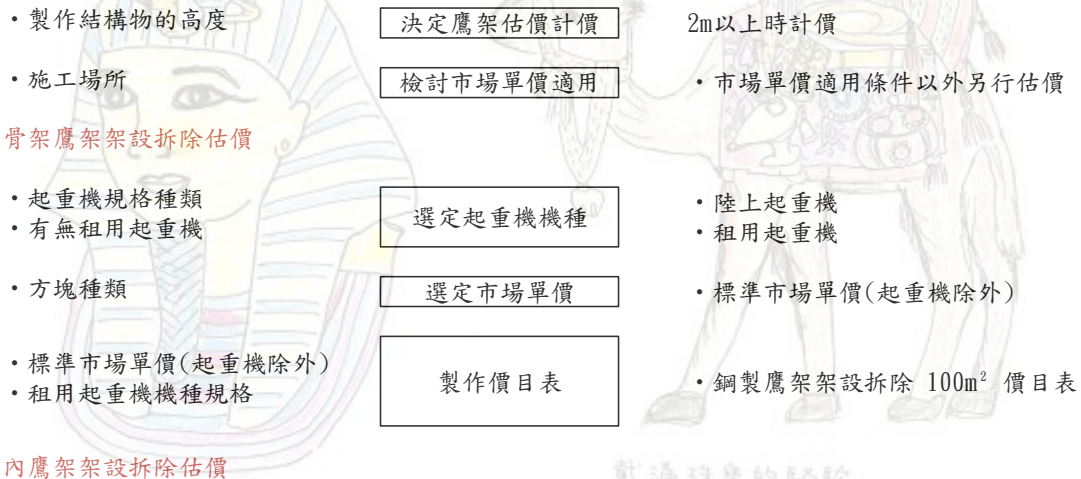 ・製作結構物的高度 決定鷹架估價計價 2m以上時計價
・施工場所 檢討市場單價適用 ・市場單價適用條件以外另行估價
骨架鷹架架設拆除估價
・起重機規格種類
・有無租用起重機
選定起重機機種
・陸上起重機
・租用起重機
・方塊種類 選定市場單價 ・標準市場單價(起重機除外)
・標準市場單價(起重機除外)
・租用起重機機種規格
製作價目表
・鋼製鷹架架設拆除 100m² 價目表
內鷹架架設拆除估價